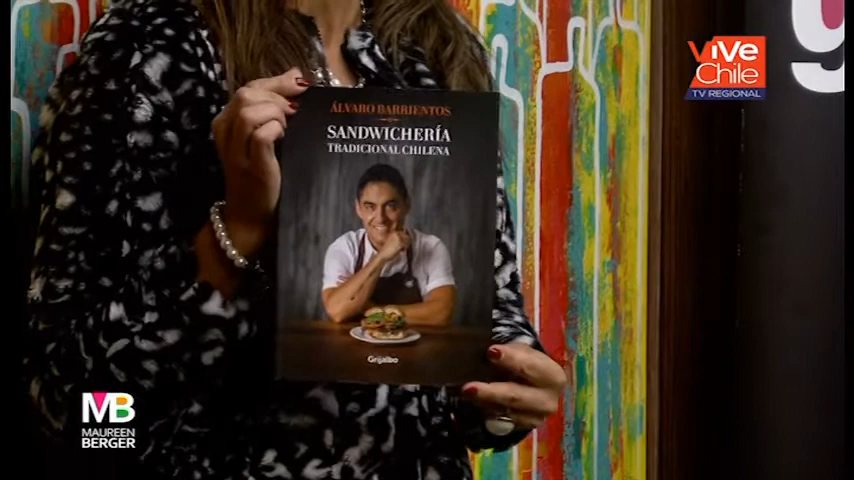 ViVe
Chile
TV REGIONAL
ÁLVARO BARRIENTOS
SANDWICHERÍA
TRADICIONAL CHILENA
Grijalbo
MB
MAUREEN
BERGER